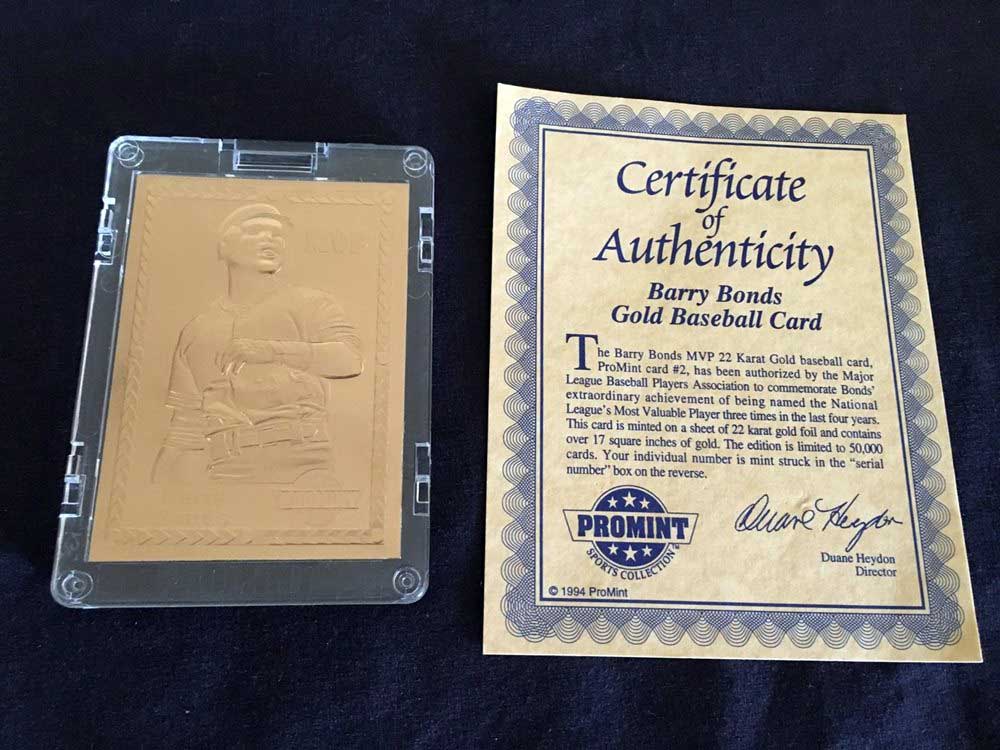 Certificate
of
Authenticity
Barry Bonds
Gold Baseball Card
The Barry Bonds MVP 22 Karat Gold baseball card,
ProMint card #2, has been authorized by the Major
League Baseball Players Association to commemorate Bonds'
extraordinary achievement of being named the National
League's Most Valuable Player three times in the last four years.
This card is minted on a sheet of 22 karat gold foil and contains
over 17 square inches of gold. The edition is limited to 50,000
cards. Your individual number is mint struck in the "serial
number" box on the reverse.
PROMINT
SPORTS COLLECTION™
Duane Heydon
Duane Heydon
Director
© 1994 ProMint